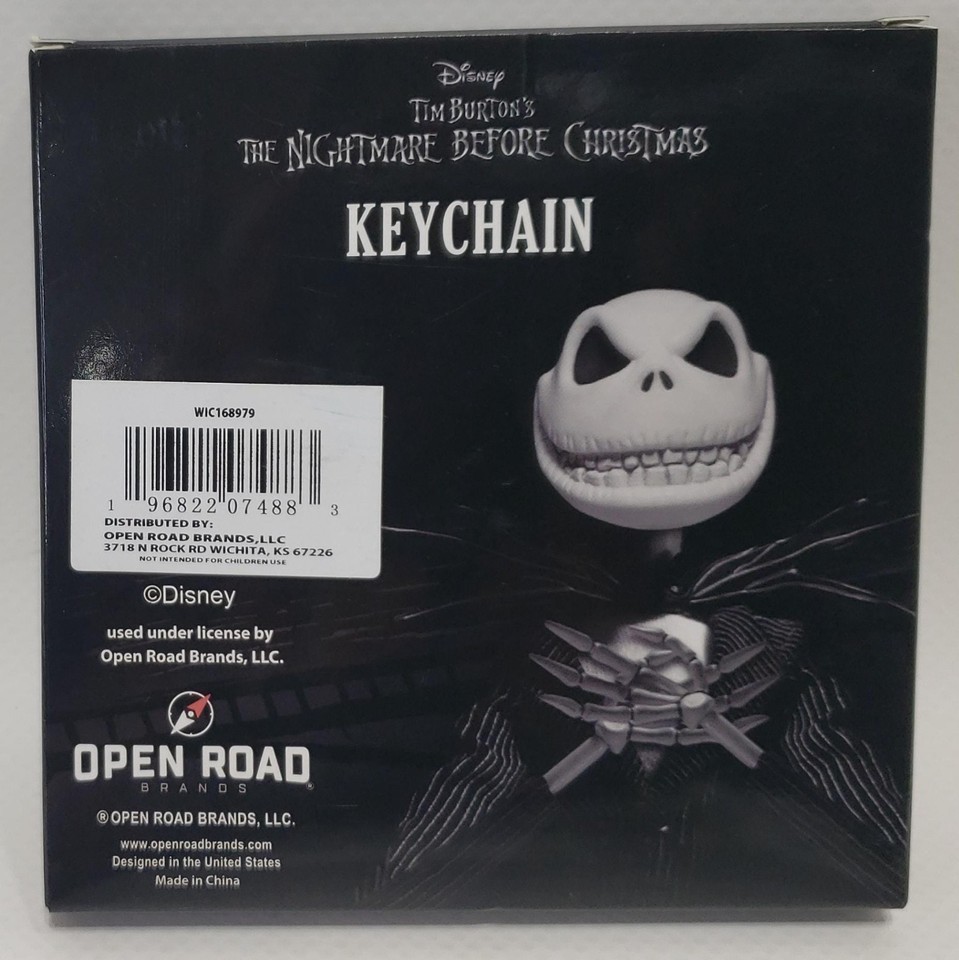 Disney
TIM BURTON'S
THE NIGHTMARE BEFORE CHRISTMAS
KEYCHAIN
WIC168979
1 96822 07488 3
DISTRIBUTED BY:
OPEN ROAD BRANDS,LLC
3718 N ROCK RD WICHITA, KS 67226
NOT INTENDED FOR CHILDREN USE
©Disney
used under license by
Open Road Brands, LLC.
OPEN ROAD
BRANDS®
® OPEN ROAD BRANDS, LLC.
www.openroadbrands.com
Designed in the United States
Made in China